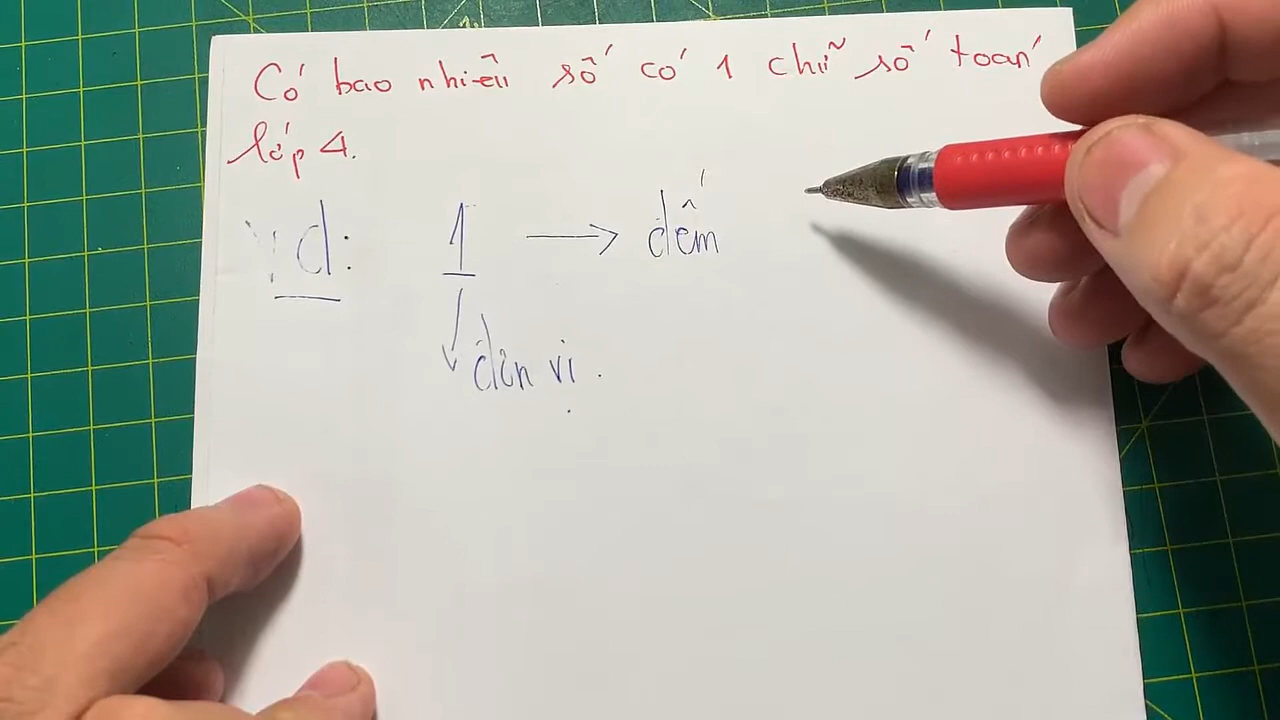 Có bao nhiêu số có 1 chữ số toán
lớp 4.
vd: 1 → đếm
↓ đơn vị.